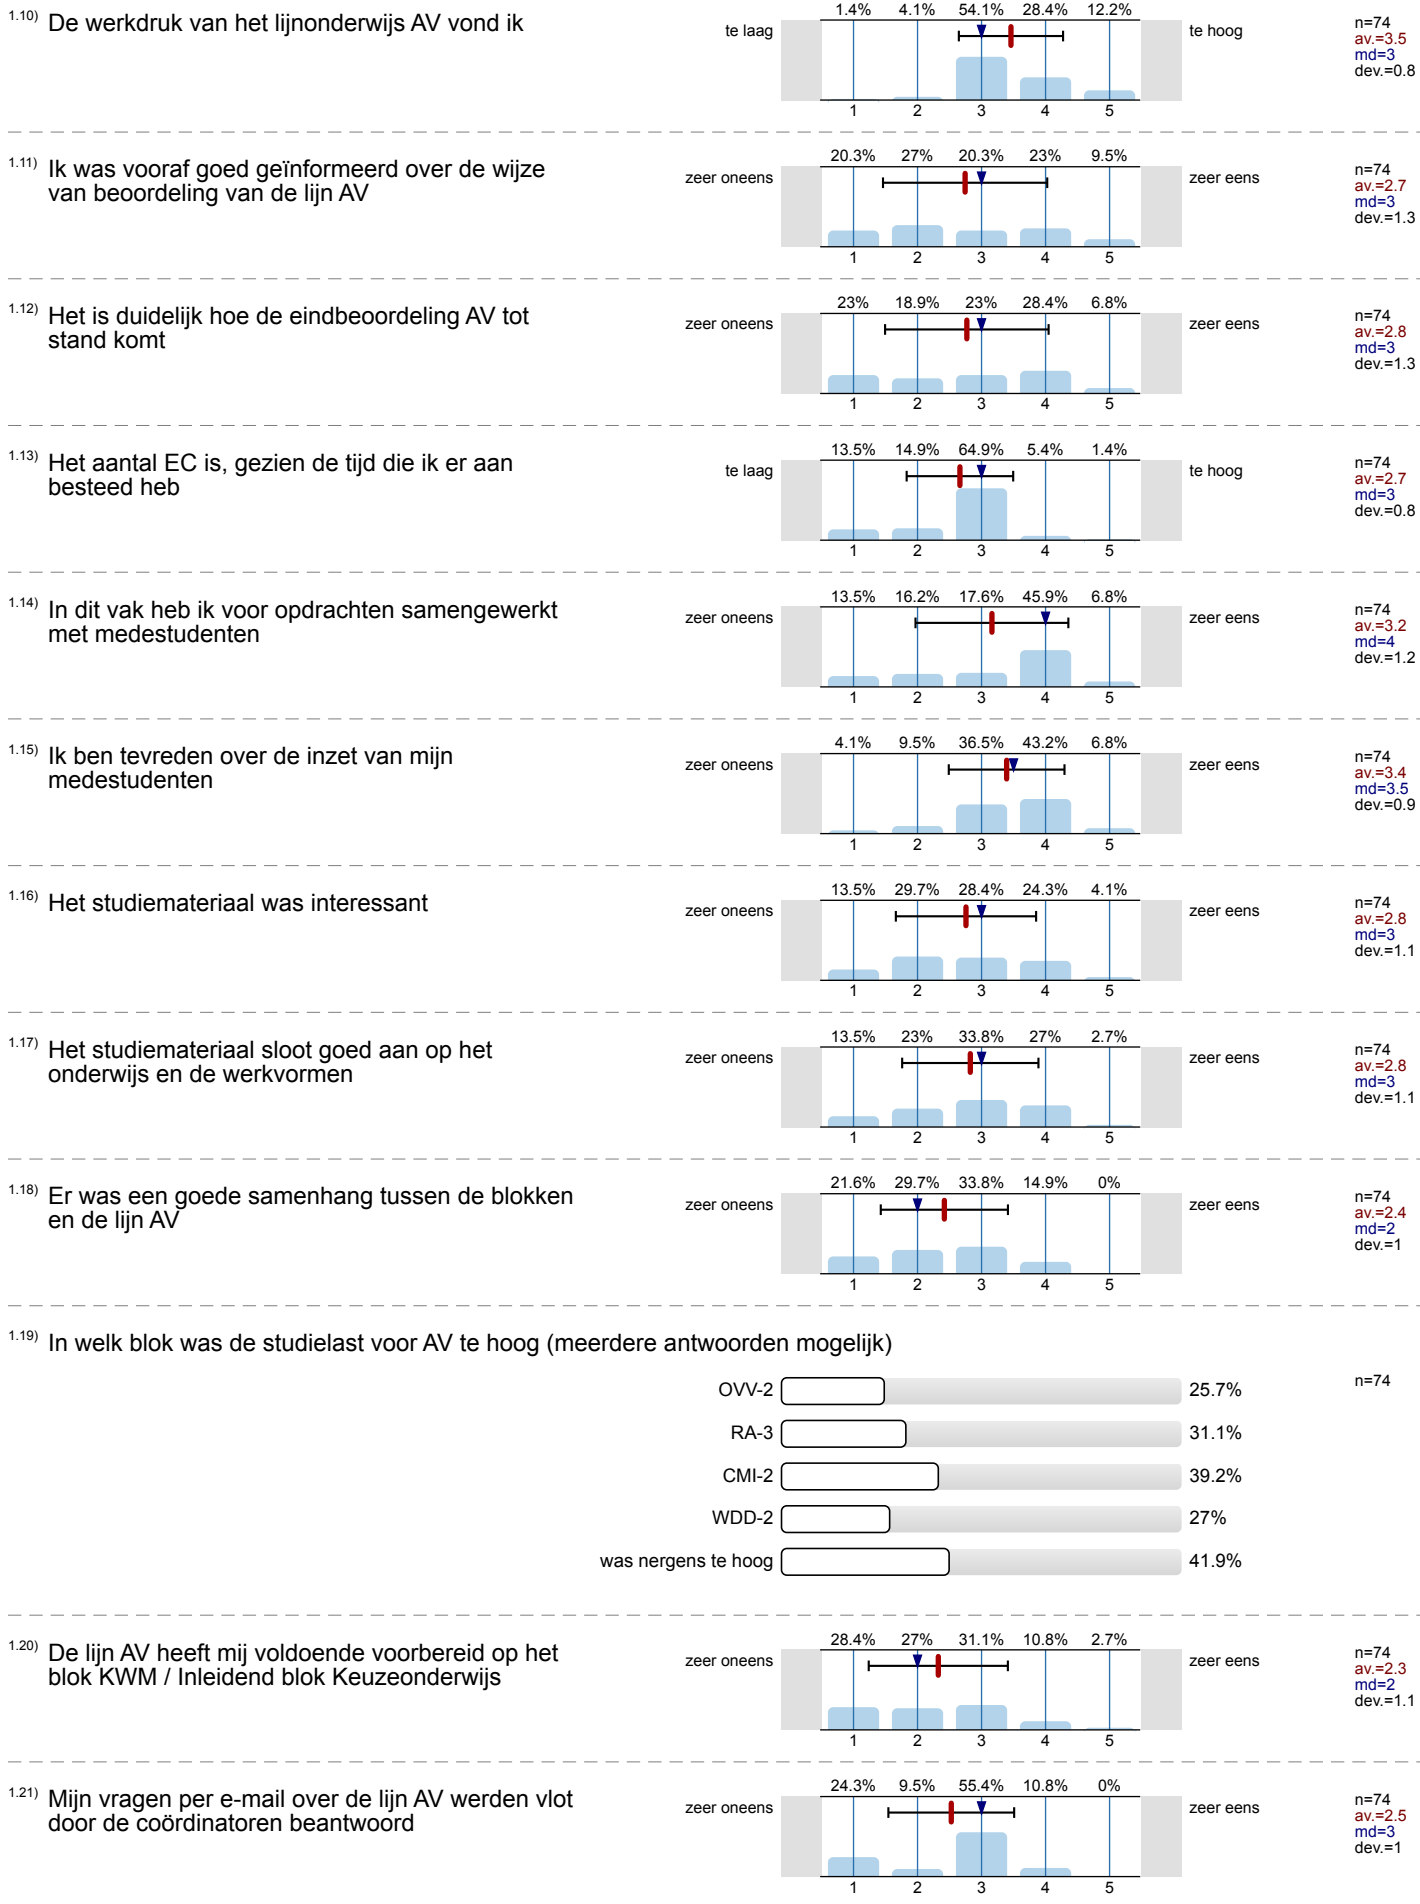 1.10) De werkdruk van het lijnonderwijs AV vond ik
1.4% 4.1% 54.1% 28.4% 12.2%
te laag
te hoog
1 2 3 4 5
n=74
av.=3.5
md=3
dev.=0.8
1.11) Ik was vooraf goed geïnformeerd over de wijze
van beoordeling van de lijn AV
20.3% 27% 20.3% 23% 9.5%
zeer oneens
zeer eens
1 2 3 4 5
n=74
av.=2.7
md=3
dev.=1.3
1.12) Het is duidelijk hoe de eindbeoordeling AV tot
stand komt
23% 18.9% 23% 28.4% 6.8%
zeer oneens
zeer eens
1 2 3 4 5
n=74
av.=2.8
md=3
dev.=1.3
1.13) Het aantal EC is, gezien de tijd die ik er aan
besteed heb
13.5% 14.9% 64.9% 5.4% 1.4%
te laag
te hoog
1 2 3 4 5
n=74
av.=2.7
md=3
dev.=0.8
1.14) In dit vak heb ik voor opdrachten samengewerkt
met medestudenten
13.5% 16.2% 17.6% 45.9% 6.8%
zeer oneens
zeer eens
1 2 3 4 5
n=74
av.=3.2
md=4
dev.=1.2
1.15) Ik ben tevreden over de inzet van mijn
medestudenten
4.1% 9.5% 36.5% 43.2% 6.8%
zeer oneens
zeer eens
1 2 3 4 5
n=74
av.=3.4
md=3.5
dev.=0.9
1.16) Het studiemateriaal was interessant
13.5% 29.7% 28.4% 24.3% 4.1%
zeer oneens
zeer eens
1 2 3 4 5
n=74
av.=2.8
md=3
dev.=1.1
1.17) Het studiemateriaal sloot goed aan op het
onderwijs en de werkvormen
13.5% 23% 33.8% 27% 2.7%
zeer oneens
zeer eens
1 2 3 4 5
n=74
av.=2.8
md=3
dev.=1.1
1.18) Er was een goede samenhang tussen de blokken
en de lijn AV
21.6% 29.7% 33.8% 14.9% 0%
zeer oneens
zeer eens
1 2 3 4 5
n=74
av.=2.4
md=2
dev.=1
1.19) In welk blok was de studielast voor AV te hoog (meerdere antwoorden mogelijk)
OVV-2 25.7%
n=74
RA-3 31.1%
CMI-2 39.2%
WDD-2 27%
was nergens te hoog 41.9%
1.20) De lijn AV heeft mij voldoende voorbereid op het
blok KWM / Inleidend blok Keuzeonderwijs
28.4% 27% 31.1% 10.8% 2.7%
zeer oneens
zeer eens
1 2 3 4 5
n=74
av.=2.3
md=2
dev.=1.1
1.21) Mijn vragen per e-mail over de lijn AV werden vlot
door de coördinatoren beantwoord
24.3% 9.5% 55.4% 10.8% 0%
zeer oneens
zeer eens
1 2 3 4 5
n=74
av.=2.5
md=3
dev.=1